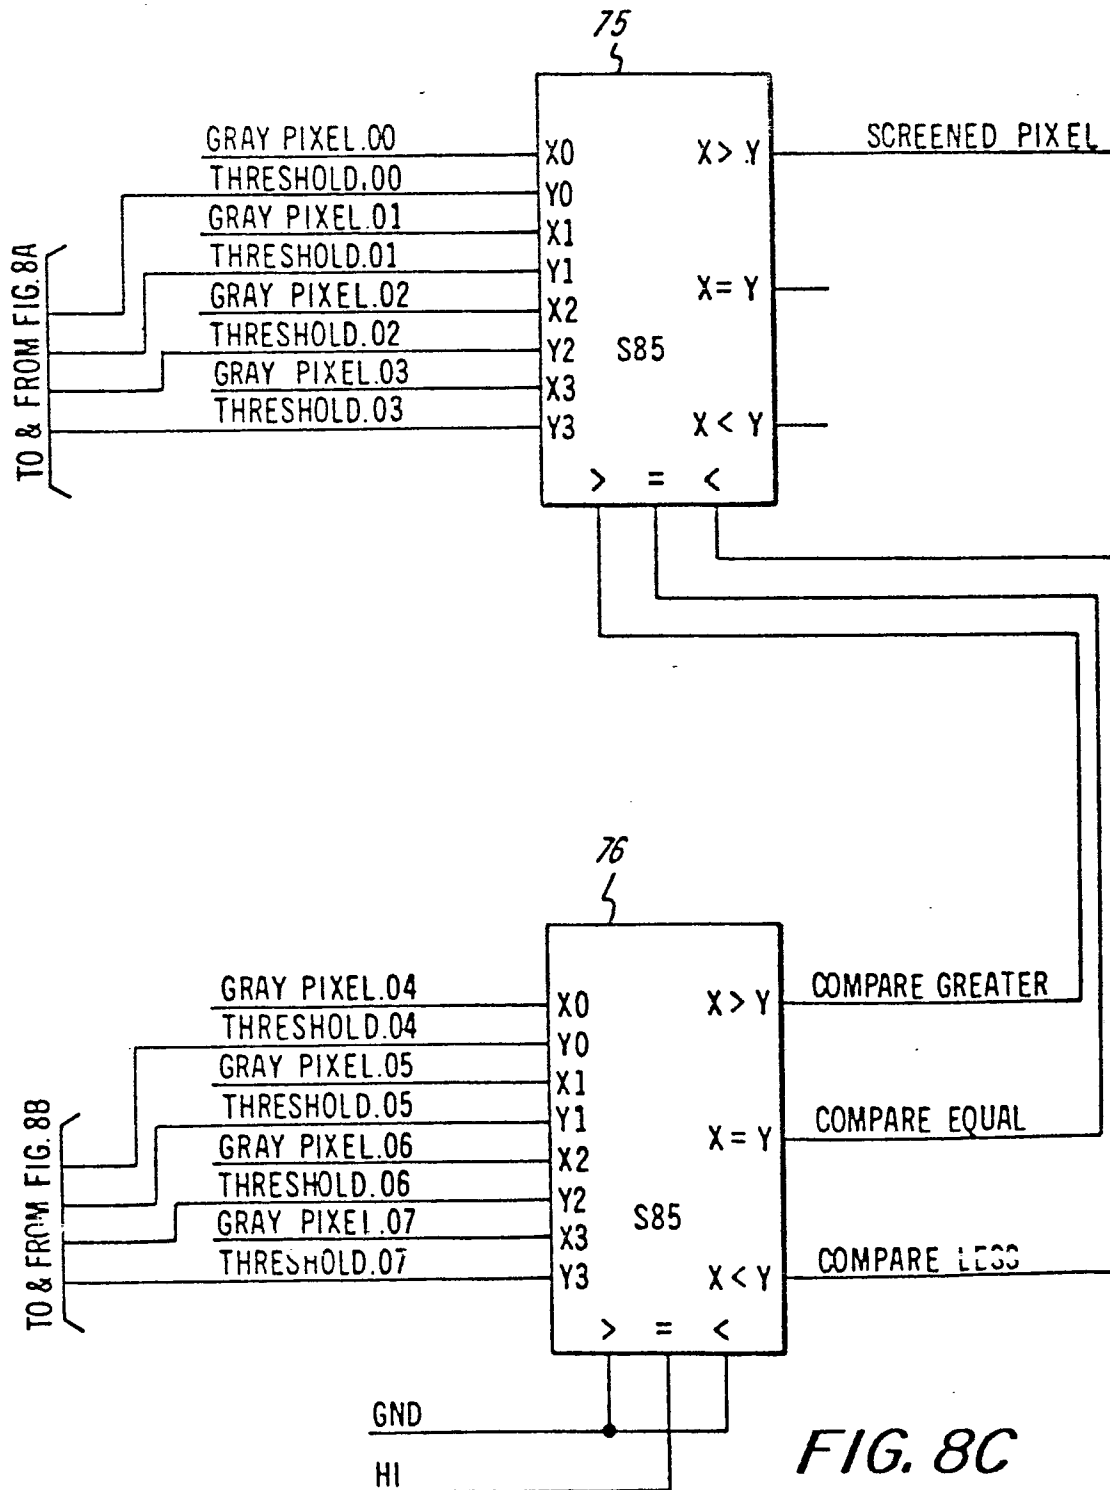 75
GRAY PIXEL.00
THRESHOLD.00
GRAY PIXEL.01
THRESHOLD.01
GRAY PIXEL.02
THRESHOLD.02
GRAY PIXEL.03
THRESHOLD.03
TO & FROM FIG. 8A
X0
Y0
X1
Y1
X2
Y2
X3
Y3
S85
X > Y
X = Y
X < Y
> = <
SCREENED PIXEL
76
GRAY PIXEL.04
THRESHOLD.04
GRAY PIXEL.05
THRESHOLD.05
GRAY PIXEL.06
THRESHOLD.06
GRAY PIXEL.07
THRESHOLD.07
TO & FROM FIG. 8B
X0
Y0
X1
Y1
X2
Y2
X3
Y3
S85
X > Y
X = Y
X < Y
> = <
COMPARE GREATER
COMPARE EQUAL
COMPARE LESS
GND
HI
FIG. 8C